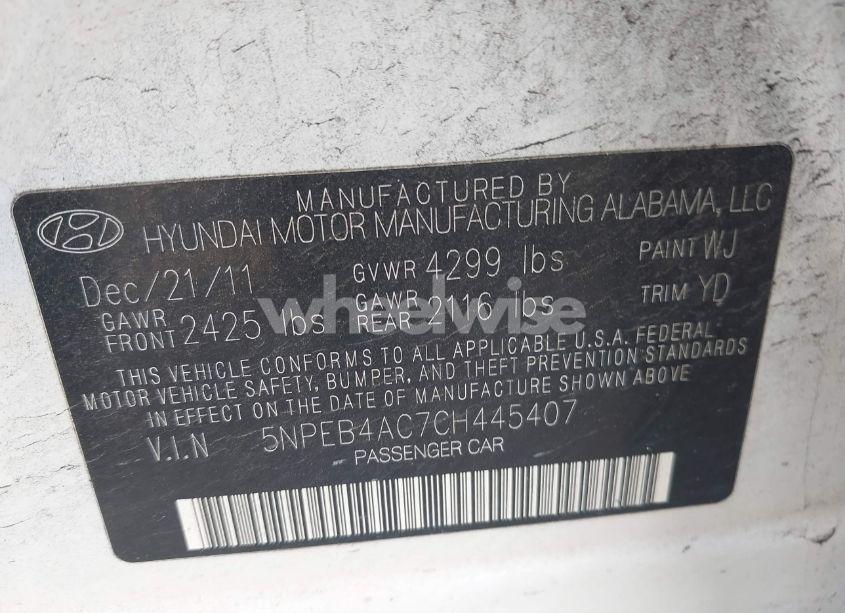 MANUFACTURED BY
HYUNDAI MOTOR MANUFACTURING ALABAMA, LLC
Dec/21/11 GVWR 4299 lbs PAINT WJ
GAWR FRONT 2425 lbs GAWR REAR 2116 lbs TRIM YD
wheelwise
THIS VEHICLE CONFORMS TO ALL APPLICABLE U.S.A. FEDERAL
MOTOR VEHICLE SAFETY, BUMPER, AND THEFT PREVENTION STANDARDS
IN EFFECT ON THE DATE OF MANUFACTURE SHOWN ABOVE
V.I.N 5NPEB4AC7CH445407
PASSENGER CAR